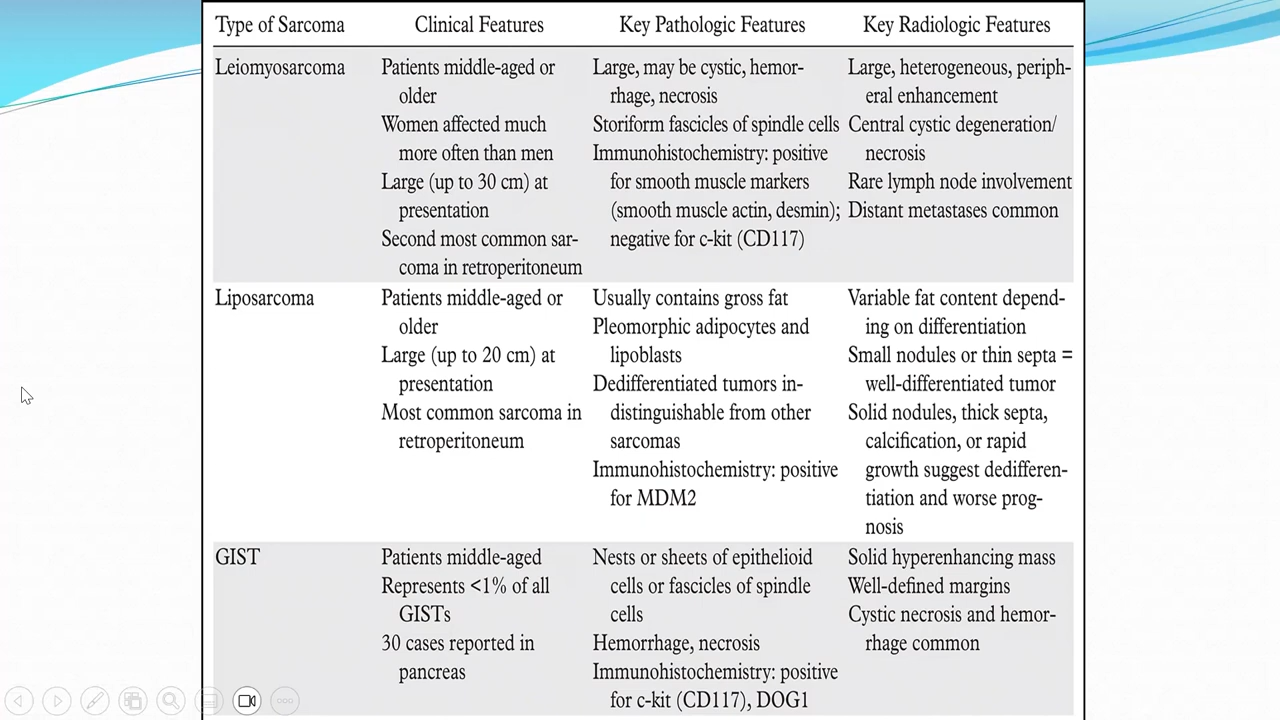 Type of Sarcoma Clinical Features Key Pathologic Features Key Radiologic Features
Leiomyosarcoma
Patients middle-aged or
older
Women affected much
more often than men
Large (up to 30 cm) at
presentation
Second most common sar-
coma in retroperitoneum
Large, may be cystic, hemor-
rhage, necrosis
Storiform fascicles of spindle cells
Immunohistochemistry: positive
for smooth muscle markers
(smooth muscle actin, desmin);
negative for c-kit (CD117)
Large, heterogeneous, periph-
eral enhancement
Central cystic degeneration/
necrosis
Rare lymph node involvement
Distant metastases common
Liposarcoma
Patients middle-aged or
older
Large (up to 20 cm) at
presentation
Most common sarcoma in
retroperitoneum
Usually contains gross fat
Pleomorphic adipocytes and
lipoblasts
Dedifferentiated tumors in-
distinguishable from other
sarcomas
Immunohistochemistry: positive
for MDM2
Variable fat content depend-
ing on differentiation
Small nodules or thin septa =
well-differentiated tumor
Solid nodules, thick septa,
calcification, or rapid
growth suggest dedifferen-
tiation and worse prog-
nosis
GIST
Patients middle-aged
Represents <1% of all
GISTs
30 cases reported in
pancreas
Nests or sheets of epithelioid
cells or fascicles of spindle
cells
Hemorrhage, necrosis
Immunohistochemistry: positive
for c-kit (CD117), DOG1
Solid hyperenhancing mass
Well-defined margins
Cystic necrosis and hemor-
rhage common